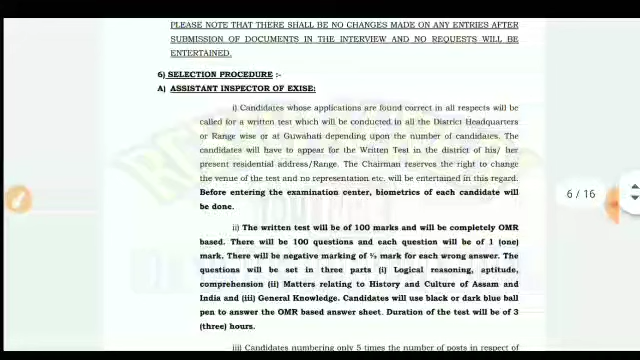 PLEASE NOTE THAT THERE SHALL BE NO CHANGES MADE ON ANY ENTRIES AFTER
SUBMISSION OF DOCUMENTS IN THE INTERVIEW AND NO REQUESTS WILL BE
ENTERTAINED.
6) SELECTION PROCEDURE :-
A) ASSISTANT INSPECTOR OF EXISE:
i) Candidates whose applications are found correct in all respects will be
called for a written test which will be conducted in all the District Headquarters
or Range wise or at Guwahati depending upon the number of candidates. The
candidates will have to appear for the Written Test in the district of his/ her
present residential address/Range. The Chairman reserves the right to change
the venue of the test and no representation etc. will be entertained in this regard.
Before entering the examination center, biometrics of each candidate will
be done.
6 / 16
ii) The written test will be of 100 marks and will be completely OMR
based. There will be 100 questions and each question will be of 1 (one)
mark. There will be negative marking of ½ mark for each wrong answer. The
questions will be set in three parts (i) Logical reasoning, aptitude,
comprehension (ii) Matters relating to History and Culture of Assam and
India and (iii) General Knowledge. Candidates will use black or dark blue ball
pen to answer the OMR based answer sheet. Duration of the test will be of 3
(three) hours.
iii) Candidates numbering only 5 times the number of posts in respect of